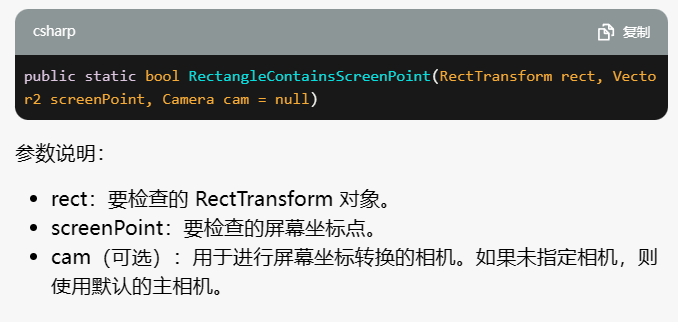 csharp
复制
public static bool RectangleContainsScreenPoint(RectTransform rect, Vecto
r2 screenPoint, Camera cam = null)
参数说明：
• rect：要检查的 RectTransform 对象。
• screenPoint：要检查的屏幕坐标点。
• cam（可选）：用于进行屏幕坐标转换的相机。如果未指定相机，则
使用默认的主相机。